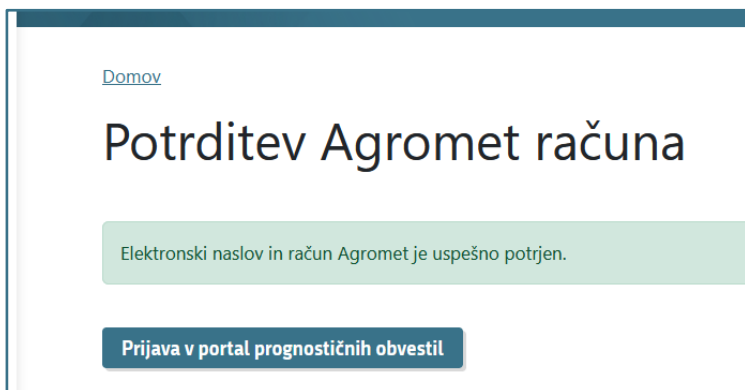 Domov
Potrditev Agromet računa
Elektronski naslov in račun Agromet je uspešno potrjen.
Prijava v portal prognostičnih obvestil